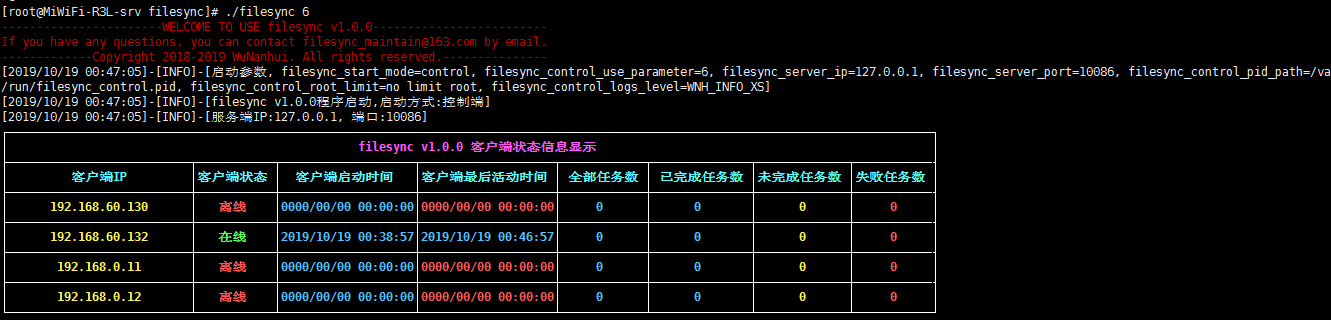 [root@MiWiFi-R3L-srv filesync]# ./filesync 6
-----------------------WELCOME TO USE filesync v1.0.0-------------------------
If you have any questions, you can contact filesync_maintain@163.com by email.
-------------Copyright 2018-2019 WuNanhui. All rights reserved.---------------
[2019/10/19 00:47:05]-[INFO]-[启动参数, filesync_start_mode=control, filesync_control_use_parameter=6, filesync_server_ip=127.0.0.1, filesync_server_port=10086, filesync_control_pid_path=/va
/run/filesync_control.pid, filesync_control_root_limit=no limit root, filesync_control_logs_level=WNH_INFO_XS]
[2019/10/19 00:47:05]-[INFO]-[filesync v1.0.0程序启动,启动方式:控制端]
[2019/10/19 00:47:05]-[INFO]-[服务端IP:127.0.0.1, 端口:10086]
filesync v1.0.0 客户端状态信息显示
客户端IP 客户端状态 客户端启动时间 客户端最后活动时间 全部任务数 已完成任务数 未完成任务数 失败任务数
192.168.60.130 离线 0000/00/00 00:00:00 0000/00/00 00:00:00 0 0 0 0
192.168.60.132 在线 2019/10/19 00:38:57 2019/10/19 00:46:57 0 0 0 0
192.168.0.11 离线 0000/00/00 00:00:00 0000/00/00 00:00:00 0 0 0 0
192.168.0.12 离线 0000/00/00 00:00:00 0000/00/00 00:00:00 0 0 0 0